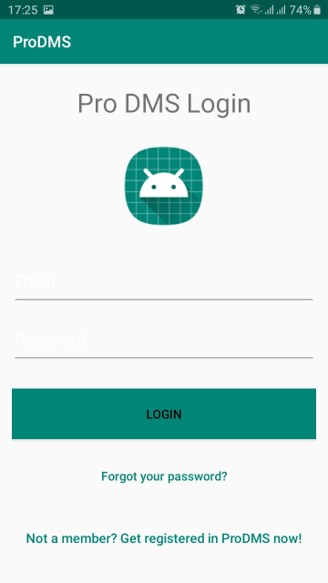 17:25
74%
ProDMS
Pro DMS Login
Email
Password
LOGIN
Forgot your password?
Not a member? Get registered in ProDMS now!